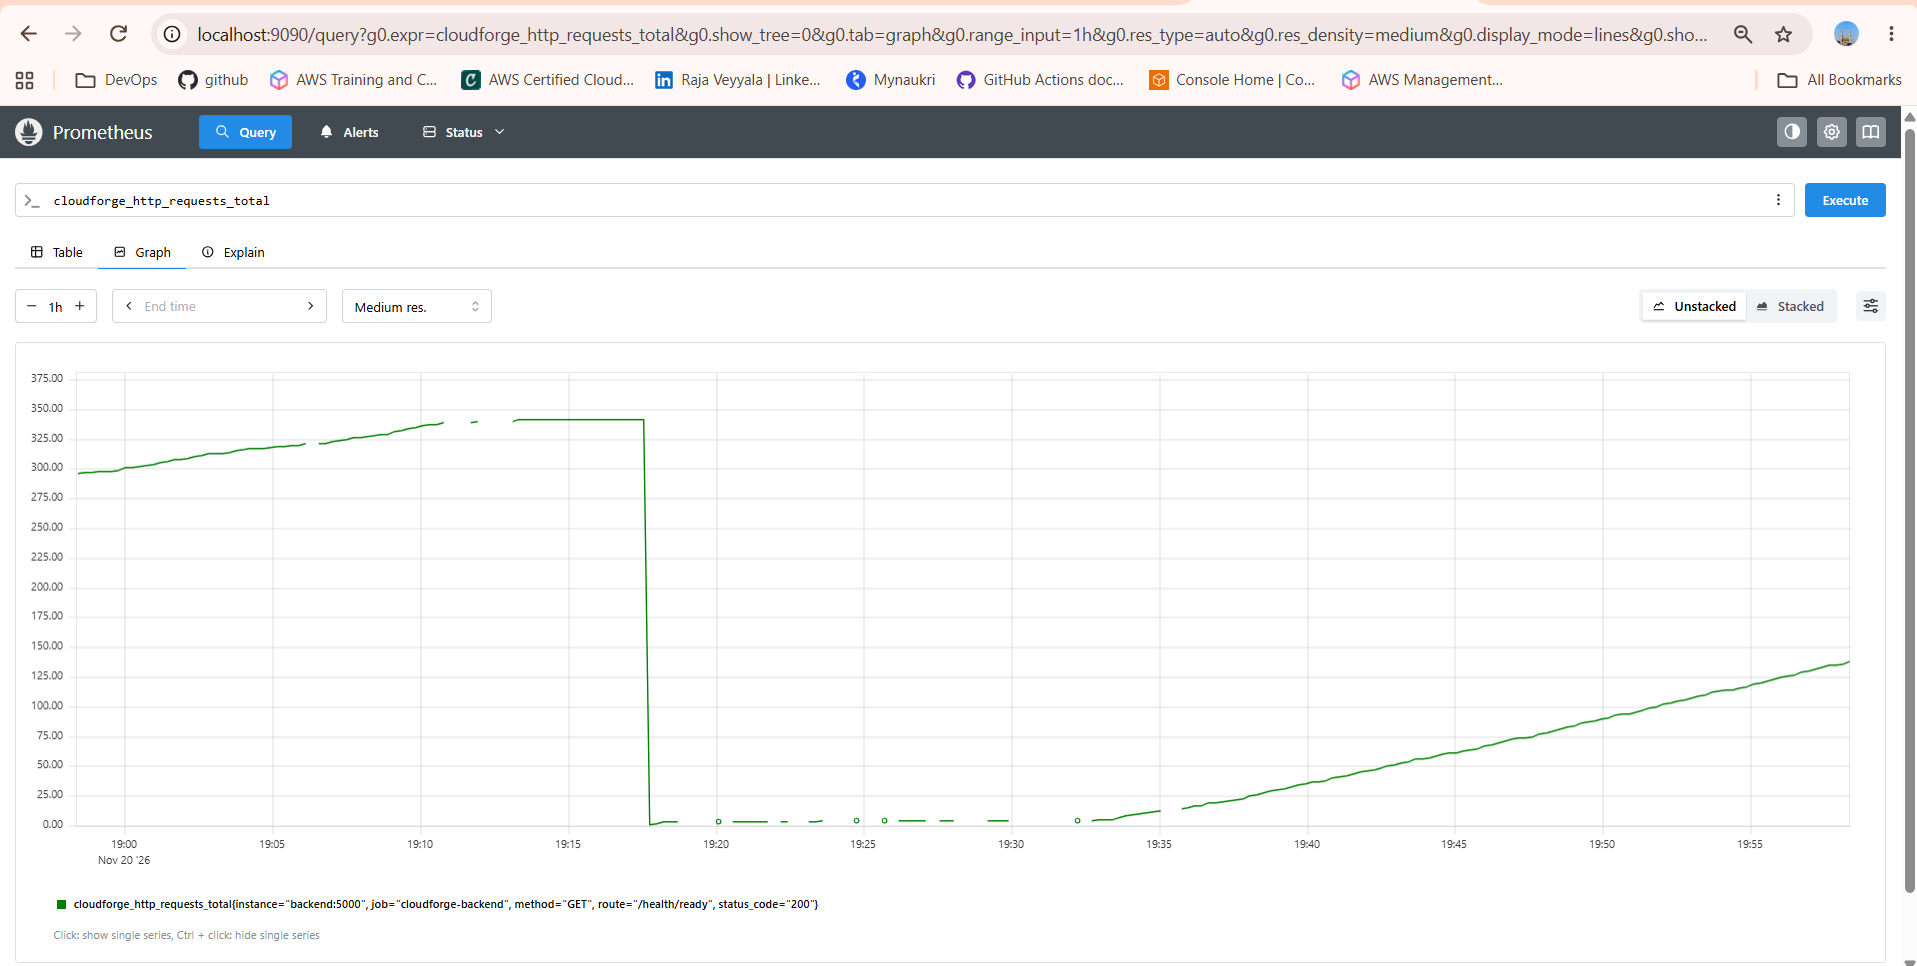 localhost:9090/query?g0.expr=cloudforge_http_requests_total&g0.show_tree=0&g0.tab=graph&g0.range_input=1h&g0.res_type=auto&g0.res_density=medium&g0.display_mode=lines&g0.sho...
DevOps github AWS Training and C... AWS Certified Cloud... Raja Veyyala | Linke... Mynaukri GitHub Actions doc... Console Home | Co... AWS Management... All Bookmarks
Prometheus Query Alerts Status
>_ cloudforge_http_requests_total Execute
Table Graph Explain
− 1h + End time Medium res. Unstacked Stacked
375.00
350.00
325.00
300.00
275.00
250.00
225.00
200.00
175.00
150.00
125.00
100.00
75.00
50.00
25.00
0.00
19:00 19:05 19:10 19:15 19:20 19:25 19:30 19:35 19:40 19:45 19:50 19:55
Nov 20 '26
cloudforge_http_requests_total{instance="backend:5000", job="cloudforge-backend", method="GET", route="/health/ready", status_code="200"}
Click: show single series, Ctrl + click: hide single series